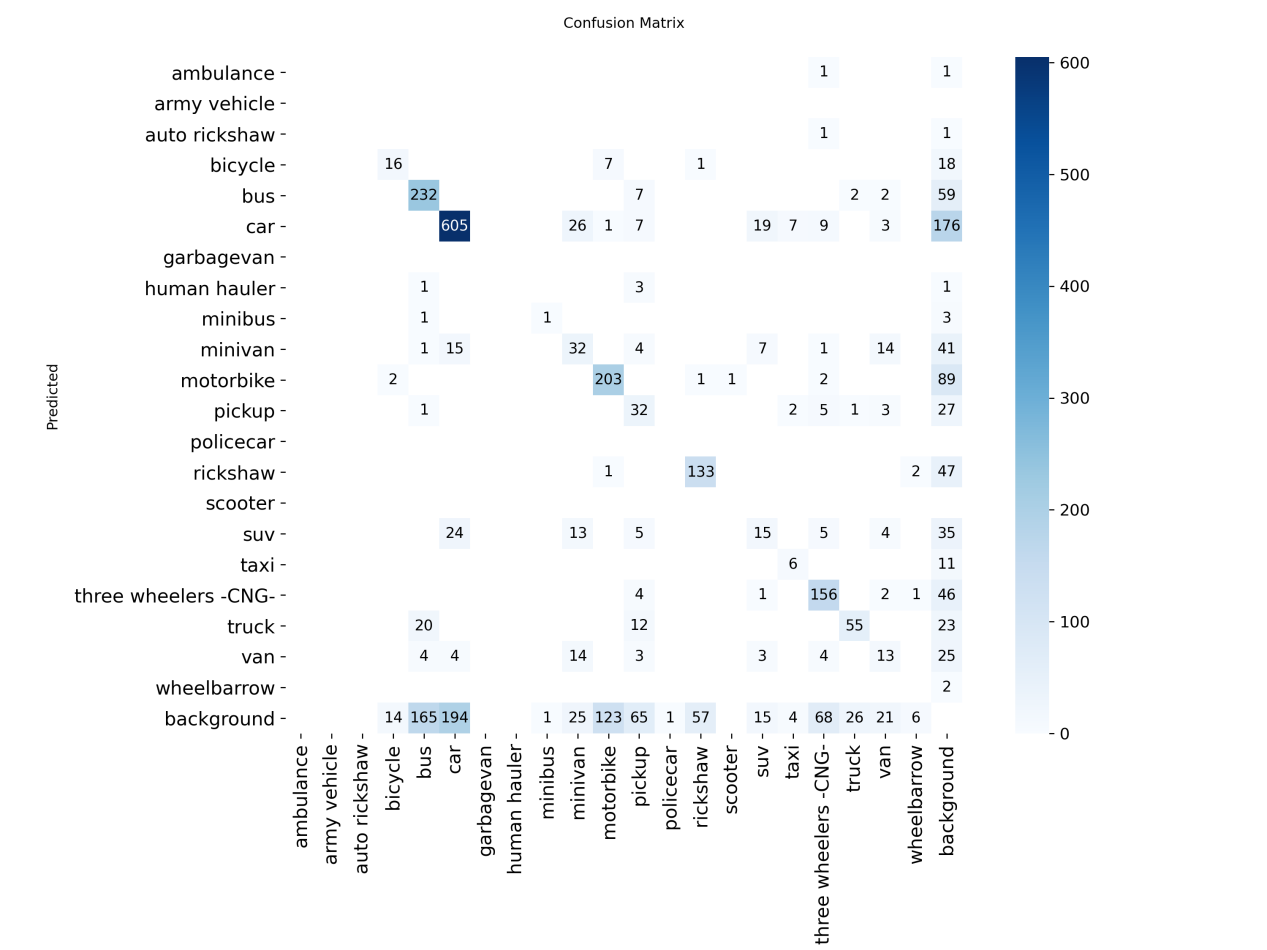 Confusion Matrix
Predicted
ambulance 1 1
army vehicle
auto rickshaw 1 1
bicycle 16 7 1 18
bus 232 7 2 2 59
car 605 26 1 7 19 7 9 3 176
garbagevan
human hauler 1 3 1
minibus 1 1 3
minivan 1 15 32 4 7 1 14 41
motorbike 2 203 1 1 2 89
pickup 1 32 2 5 1 3 27
policecar
rickshaw 1 133 2 47
scooter
suv 24 13 5 15 5 4 35
taxi 6 11
three wheelers -CNG- 4 1 156 2 1 46
truck 20 12 55 23
van 4 4 14 3 3 4 13 25
wheelbarrow 2
background 14 165 194 1 25 123 65 1 57 15 4 68 26 21 6
ambulance
army vehicle
auto rickshaw
bicycle
bus
car
garbagevan
human hauler
minibus
minivan
motorbike
pickup
policecar
rickshaw
scooter
suv
taxi
three wheelers -CNG-
truck
van
wheelbarrow
background
600
500
400
300
200
100
0